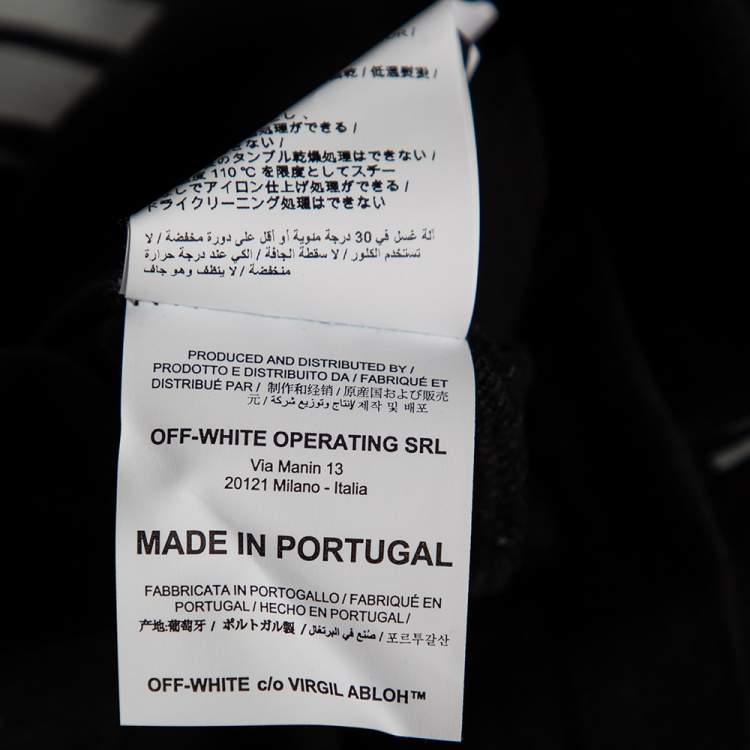 乾 / 低溫熨燙 /
処理ができる /
ない /
のタンブル乾燥処理はできない /
度 110 ℃ を限度としてスチー
しでアイロン仕上げ処理ができる /
ドライクリーニング処理はできない
آلة غسل في 30 درجة مئوية أو أقل على دورة مخفضة / لا
تستخدم الكلور / لا سقطة الجافة / الكي عند درجة حرارة
منخفضة / لا ينظف وهو جاف
PRODUCED AND DISTRIBUTED BY /
PRODOTTO E DISTRIBUITO DA / FABRIQUÉ ET
DISTRIBUÉ PAR / 制作和经销 / 原産国および販売
元 / إنتاج وتوزيع شركة / 제작 및 배포
OFF-WHITE OPERATING SRL
Via Manin 13
20121 Milano - Italia
MADE IN PORTUGAL
FABBRICATA IN PORTOGALLO / FABRIQUÉ EN
PORTUGAL / HECHO EN PORTUGAL /
产地:葡萄牙 / ポルトガル製 / صُنع في البرتغال / 포르투갈산
OFF-WHITE c/o VIRGIL ABLOH™